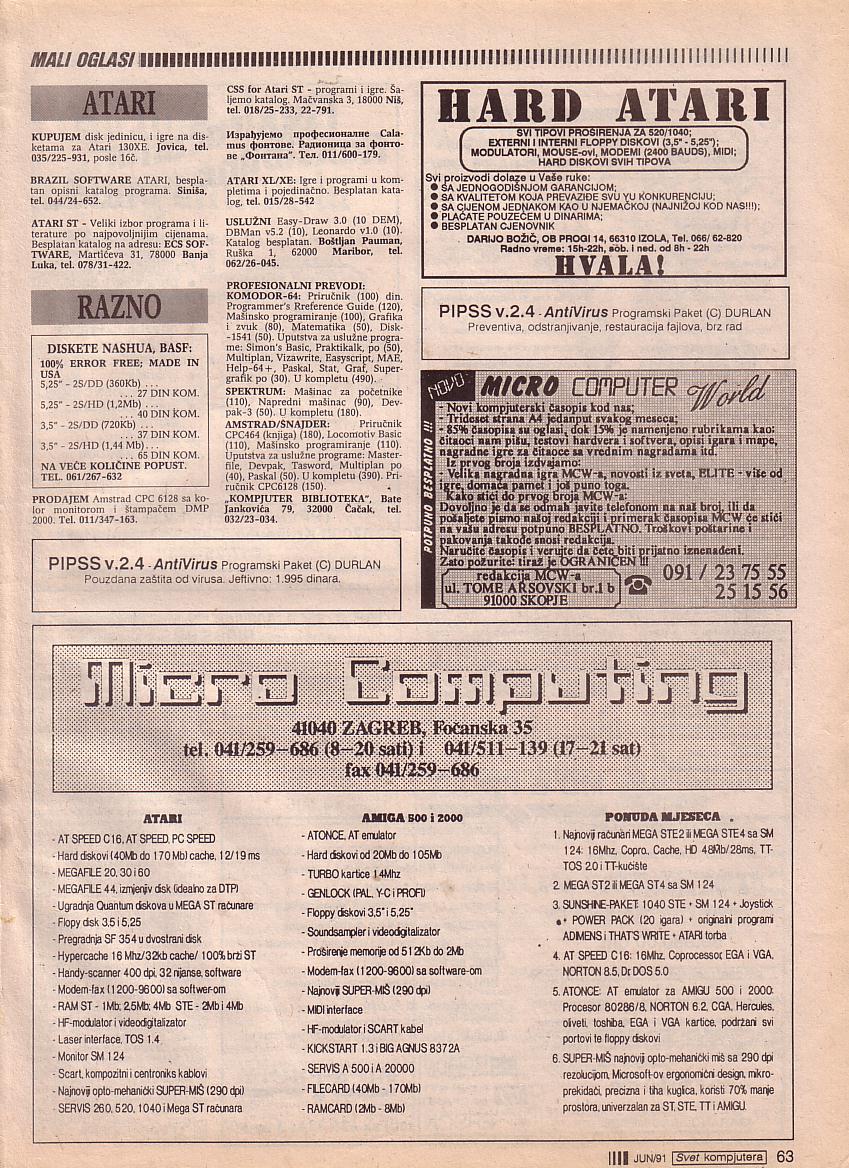 MALI OGLASI
ATARI
KUPUJEM disk jedinicu, i igre na dis-
ketama za Atari 130XE. Jovica, tel.
035/225-931, posle 16č.
BRAZIL SOFTWARE ATARI, bespla-
tan opisni katalog programa. Siniša,
tel. 044/24-652.
ATARI ST - Veliki izbor programa i li-
terature po najpovoljnijim cijenama.
Besplatan katalog na adresu: ECS SOF-
TWARE, Martićeva 31, 78000 Banja
Luka, tel. 078/31-422.
RAZNO
DISKETE NASHUA, BASF:
100% ERROR FREE; MADE IN
USA
5,25" - 2S/DD (360Kb) ...
... 27 DIN KOM.
5,25" - 2S/HD (1,2Mb) ...
... 40 DIN KOM.
3,5" - 2S/DD (720Kb) ...
... 37 DIN KOM.
3,5" - 2S/HD (1,44 Mb) ...
... 65 DIN KOM.
NA VEĆE KOLIČINE POPUST.
TEL. 061/267-632
PRODAJEM Amstrad CPC 6128 sa ko-
lor monitorom i štampačem DMP
2000. Tel. 011/347-163.
CSS for Atari ST - programi i igre. Ša-
ljemo katalog. Mačvanska 3, 18000 Niš,
tel. 018/25-233, 22-791.
Израђујемо професионалне Cala-
mus фонтове. Радионица за фонто-
ве „Фонтана". Тел. 011/600-179.
ATARI XL/XE: Igre i programi u kom-
pletima i pojedinačno. Besplatan kata-
log, tel. 015/28-542
USLUŽNI Easy-Draw 3.0 (10 DEM),
DBMan v5.2 (10), Leonardo v1.0 (10).
Katalog besplatan. Boštljan Pauman,
Ruška 1, 62000 Maribor, tel.
062/26-045.
PROFESIONALNI PREVODI:
KOMODOR-64: Priručnik (100) din.
Programmer's Rreference Guide (120),
Mašinsko programiranje (100), Grafika
i zvuk (80), Matematika (50), Disk-
-1541 (50). Uputstva za uslužne progra-
me: Simon's Basic, Praktikalk, po (50),
Multiplan, Vizawrite, Easyscript, MAE,
Help-64+, Paskal, Stat, Graf, Super-
grafik po (30). U kompletu (490).
SPEKTRUM: Mašinac za početnike
(110), Napredni mašinac (90), Dev-
pak-3 (50). U kompletu (180).
AMSTRAD/ŠNAJDER: Priručnik
CPC464 (knjiga) (180), Locomotiv Basic
(110), Mašinsko programiranje (110).
Uputstva za uslužne programe: Master-
file, Devpak, Tasword, Multiplan po
(40), Paskal (50). U kompletu (390). Pri-
ručnik CPC6128 (150).
„KOMPJUTER BIBLIOTEKA", Bate
Jankovića 79, 32000 Čačak, tel.
032/23-034.
HARD ATARI
SVI TIPOVI PROŠIRENJA ZA 520/1040;
EXTERNI I INTERNI FLOPPY DISKOVI (3,5" - 5,25");
MODULATORI, MOUSE-ovi, MODEMI (2400 BAUDS), MIDI;
HARD DISKOVI SVIH TIPOVA
Svi proizvodi dolaze u Vaše ruke:
● SA JEDNOGODIŠNJOM GARANCIJOM;
● SA KVALITETOM KOJA PREVAZIDE SVU YU KONKURENCIJU;
● SA CIJENOM JEDNAKOM KAO U NJEMAČKOJ (NAJNIŽOJ KOD NAS!!!);
● PLAĆATE POUZEĆEM U DINARIMA;
● BESPLATAN CJENOVNIK
DARIJO BOŽIČ, OB PROGI 14, 66310 IZOLA, Tel. 066/ 62-820
Radno vreme: 15h-22h, sob. i ned. od 8h - 22h
HVALA!
PIPSS v.2.4 - AntiVirus Programski Paket (C) DURLAN
Preventiva, odstranjivanje, restauracija fajlova, brz rad
NOVO
MICRO COMPUTER World
POTPUNO BESPLATNO !!!
- Novi kompjuterski časopis kod nas;
- Trideset strana A4 jedanput svakog meseca;
- 85% časopisa su oglasi, dok 15% je namenjeno rubrikama kao:
čitaoci nam pišu, testovi hardvera i softvera, opisi igara i mape,
nagradne igre za čitaoce sa vrednim nagradama itd.
Iz prvog broja izdvajamo:
- Velika nagradna igra MCW-a, novosti iz sveta, ELITE - više od
igre, domaća pamet i još puno toga.
Kako stići do prvog broja MCW-a:
Dovoljno je da se odmah javite telefonom na naš broj, ili da
pošaljete pismo našoj redakciji i primerak časopisa MCW će stići
na vašu adresu potpuno BESPLATNO. Troškovi poštarine i
pakovanja takođe snosi redakcija.
Naručite časopis i verujte da ćete biti prijatno iznenađeni.
Zato požurite: tiraž je OGRANIČEN !!!
redakcija MCW-a
ul. TOME ARSOVSKI br.1 b
91000 SKOPJE
091 / 23 75 55
25 15 56
PIPSS v.2.4 - AntiVirus Programski Paket (C) DURLAN
Pouzdana zaštita od virusa. Jeftivno: 1.995 dinara.
Micro Computing
41040 ZAGREB, Fočanska 35
tel. 041/259-686 (8-20 sati) i 041/511-139 (17-21 sat)
fax 041/259-686
ATARI
- AT SPEED C16, AT SPEED, PC SPEED
- Hard diskovi (40Mb do 170 Mb) cache, 12/19 ms
- MEGAFILE 20, 30 i 60
- MEGAFILE 44, izmjenjiv disk (idealno za DTP)
- Ugradnja Quantum diskova u MEGA ST računare
- Flopy disk 3,5 i 5,25
- Pregradnja SF 354 u dvostrani disk
- Hypercache 16 Mhz/32kb cache/ 100% brži ST
- Handy-scanner 400 dpi, 32 nijanse, software
- Modem-fax (1200-9600) sa softwer-om
- RAM ST - 1Mb; 2,5Mb; 4Mb STE - 2Mb i 4Mb
- HF-modulator i videodigitalizator
- Laser interface, TOS 1.4
- Monitor SM 124
- Scart, kompozitni i centroniks kablovi
- Najnoviji opto-mehanički SUPER-MIŠ (290 dpi)
- SERVIS 260, 520, 1040 i Mega ST računara
AMIGA 500 i 2000
- ATONCE, AT emulator
- Hard diskovi od 20Mb do 105Mb
- TURBO kartice 14Mhz
- GENLOCK (PAL, Y-C i PROFI)
- Floppy diskovi 3,5" i 5,25"
- Soundsampler i videodigitalizator
- Proširenje memorije od 512Kb do 2Mb
- Modem-fax (1200-9600) sa software-om
- Najnoviji SUPER-MIŠ (290 dpi)
- MIDI interface
- HF-modulator i SCART kabel
- KICKSTART 1.3 i BIG AGNUS 8372A
- SERVIS A 500 i A 20000
- FILECARD (40Mb - 170Mb)
- RAMCARD (2Mb - 8Mb)
PONUDA MJESECA
1. Najnoviji računari MEGA STE2 ili MEGA STE4 sa SM
124: 16Mhz, Copro, Cache, HD 48Mb/28ms, TT-
TOS 2.0 i TT-kućište
2. MEGA ST2 ili MEGA ST4 sa SM 124
3. SUNSHINE-PAKET: 1040 STE + SM 124 + Joystick
+ POWER PACK (20 igara) + originalni programi
ADIMENS i THAT'S WRITE + ATARI torba
4. AT SPEED C16: 16Mhz, Coprocessor, EGA i VGA,
NORTON 8.5, Dr. DOS 5.0
5. ATONCE: AT emulator za AMIGU 500 i 2000:
Procesor 80286/8, NORTON 6.2, CGA, Hercules,
oliveti, toshiba, EGA i VGA kartice, podržani svi
portovi te floppy diskovi
6. SUPER-MIŠ najnoviji opto-mehanički miš sa 290 dpi
rezolucijom, Microsoft-ov ergonomični design, mikro-
prekidači, precizna i tiha kuglica, koristi 70% manje
prostora, univerzalan za ST, STE, TT i AMIGU.
JUN/91 Svet kompjutera 63